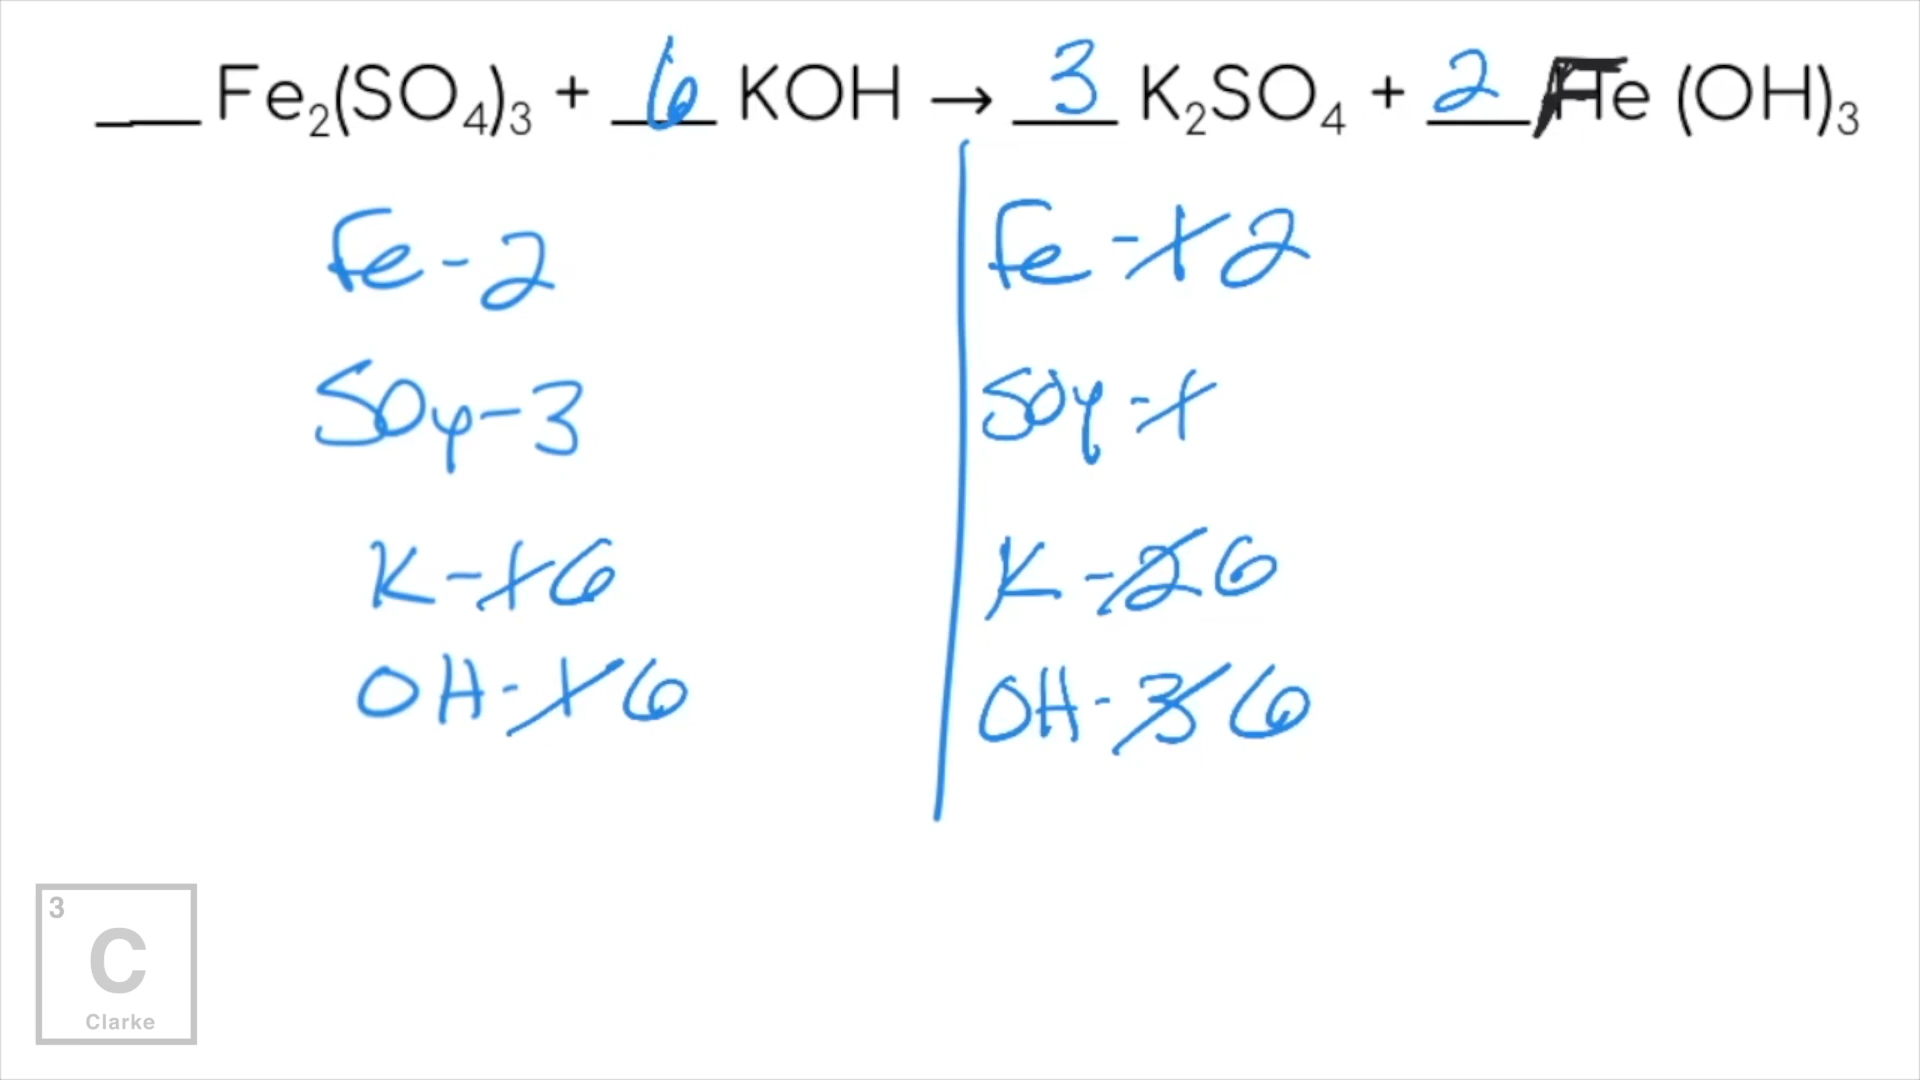 ___ Fe₂(SO₄)₃ + 6 KOH → 3 K₂SO₄ + 2 Fe (OH)₃
Fe - 2
SO₄ - 3
K - 1 6
OH - 1 6
Fe - 1 2
SO₄ - 1
K - 2 6
OH - 3 6
3
C
Clarke